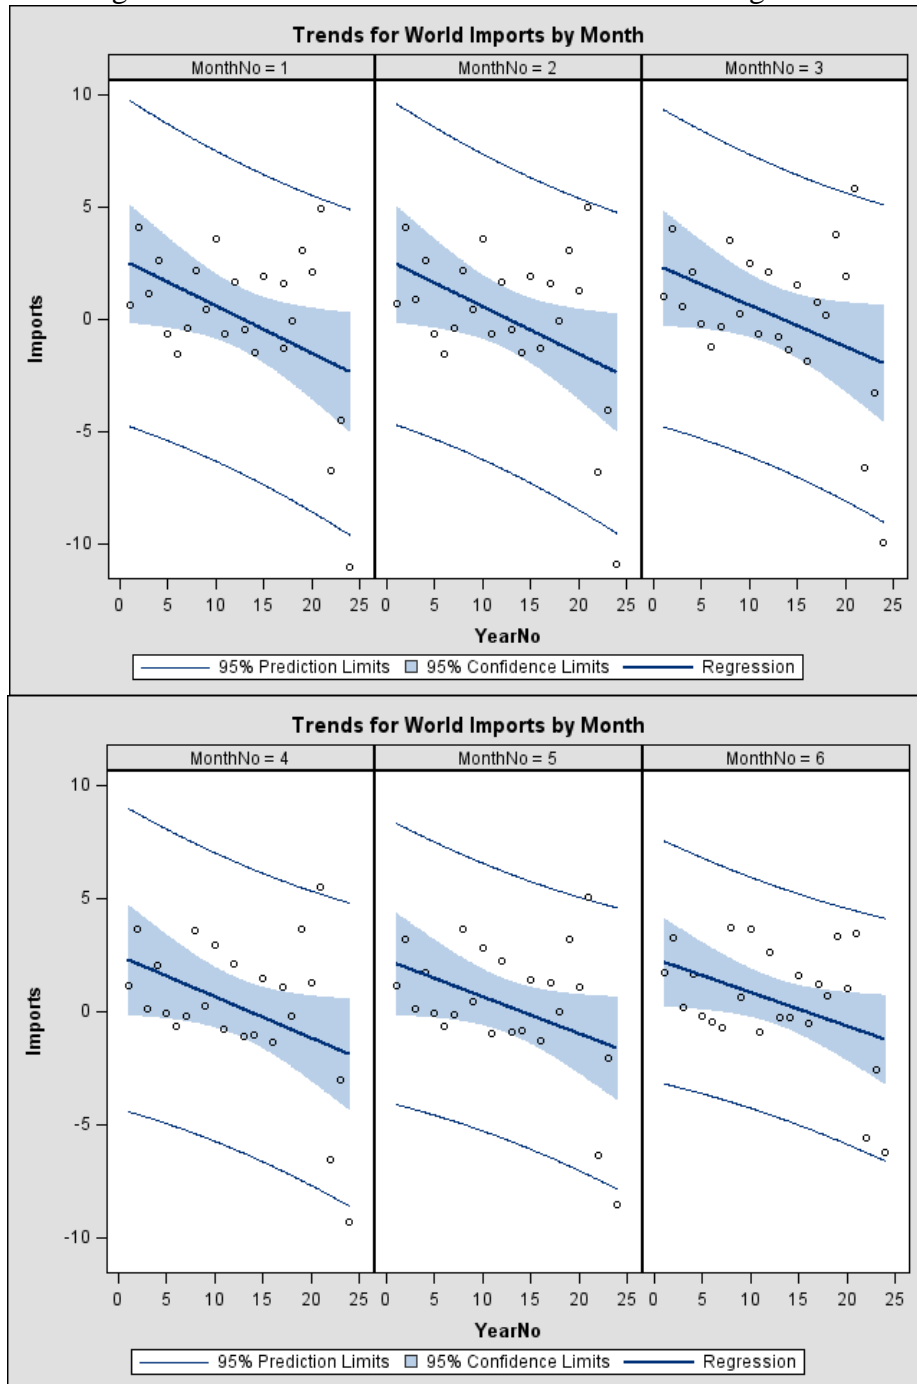 Trends for World Imports by Month
MonthNo = 1 MonthNo = 2 MonthNo = 3
10
5
0
-5
-10
Imports
0 5 10 15 20 25 0 5 10 15 20 25 0 5 10 15 20 25
YearNo
95% Prediction Limits 95% Confidence Limits Regression
Trends for World Imports by Month
MonthNo = 4 MonthNo = 5 MonthNo = 6
10
5
0
-5
-10
Imports
0 5 10 15 20 25 0 5 10 15 20 25 0 5 10 15 20 25
YearNo
95% Prediction Limits 95% Confidence Limits Regression